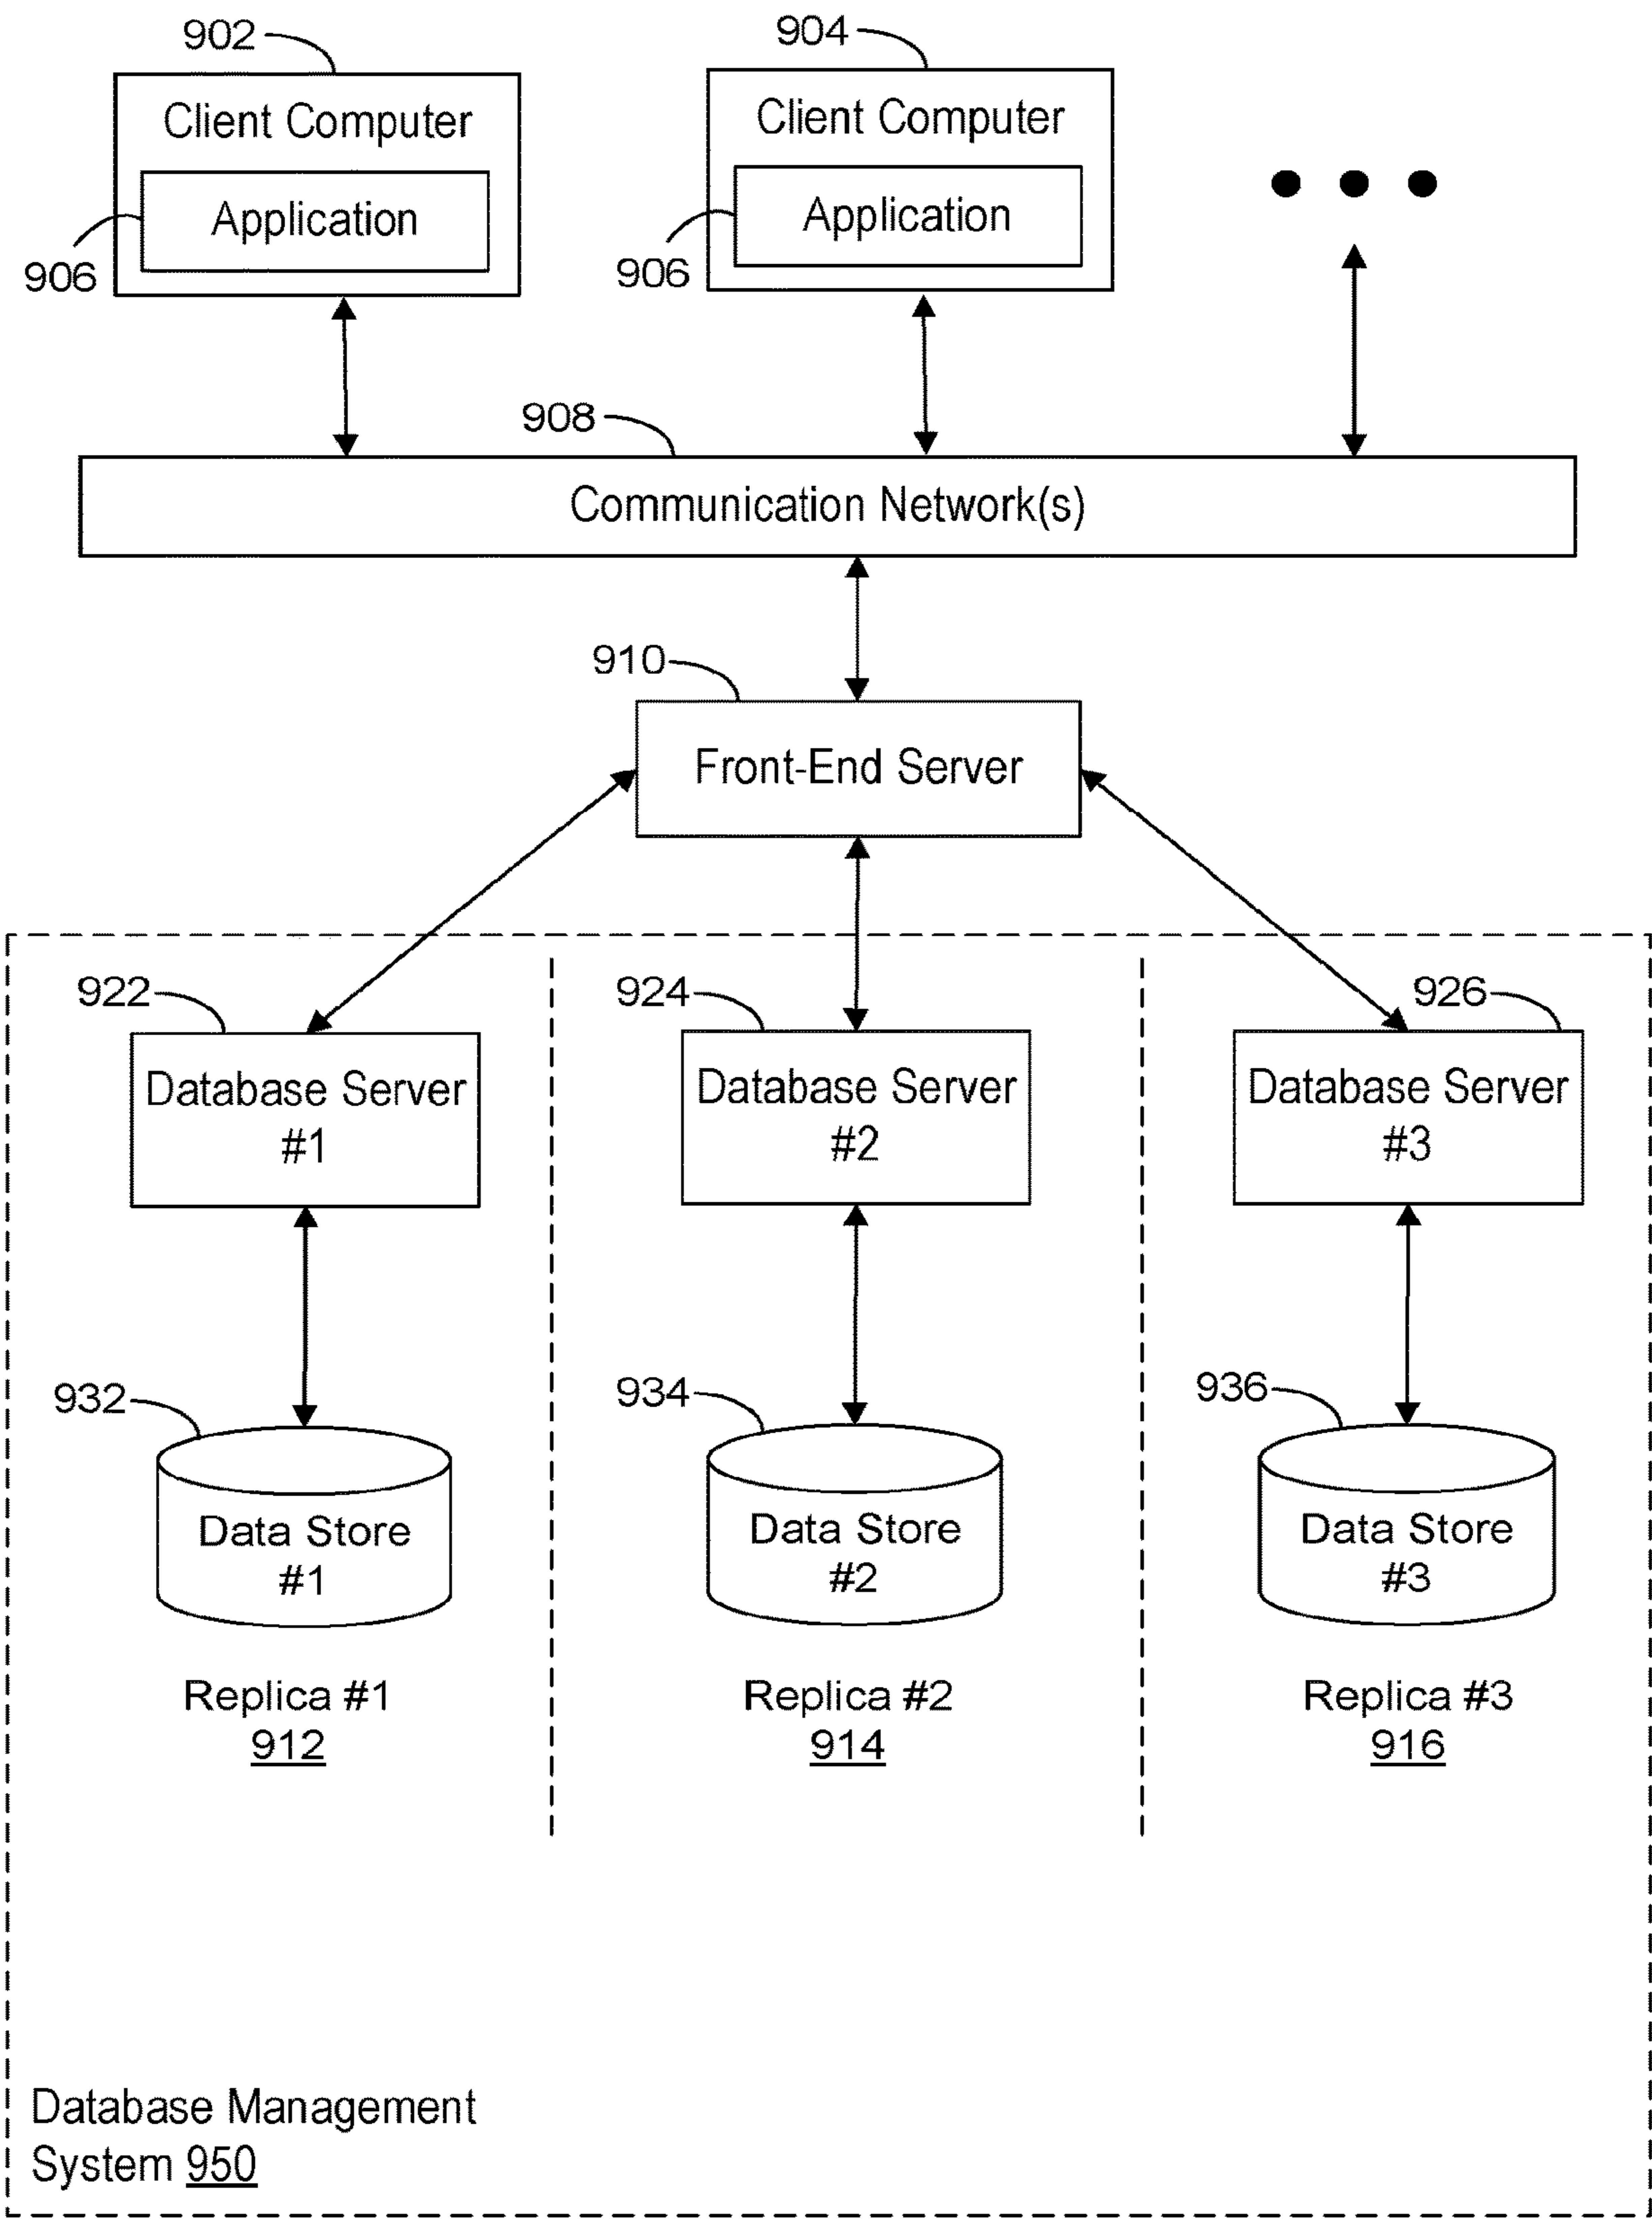 902
904
Client Computer
Client Computer
Application
Application
906
906
908
Communication Network(s)
910
Front-End Server
922
924
926
Database Server
#1
Database Server
#2
Database Server
#3
932
934
936
Data Store
#1
Data Store
#2
Data Store
#3
Replica #1
912
Replica #2
914
Replica #3
916
Database Management
System 950